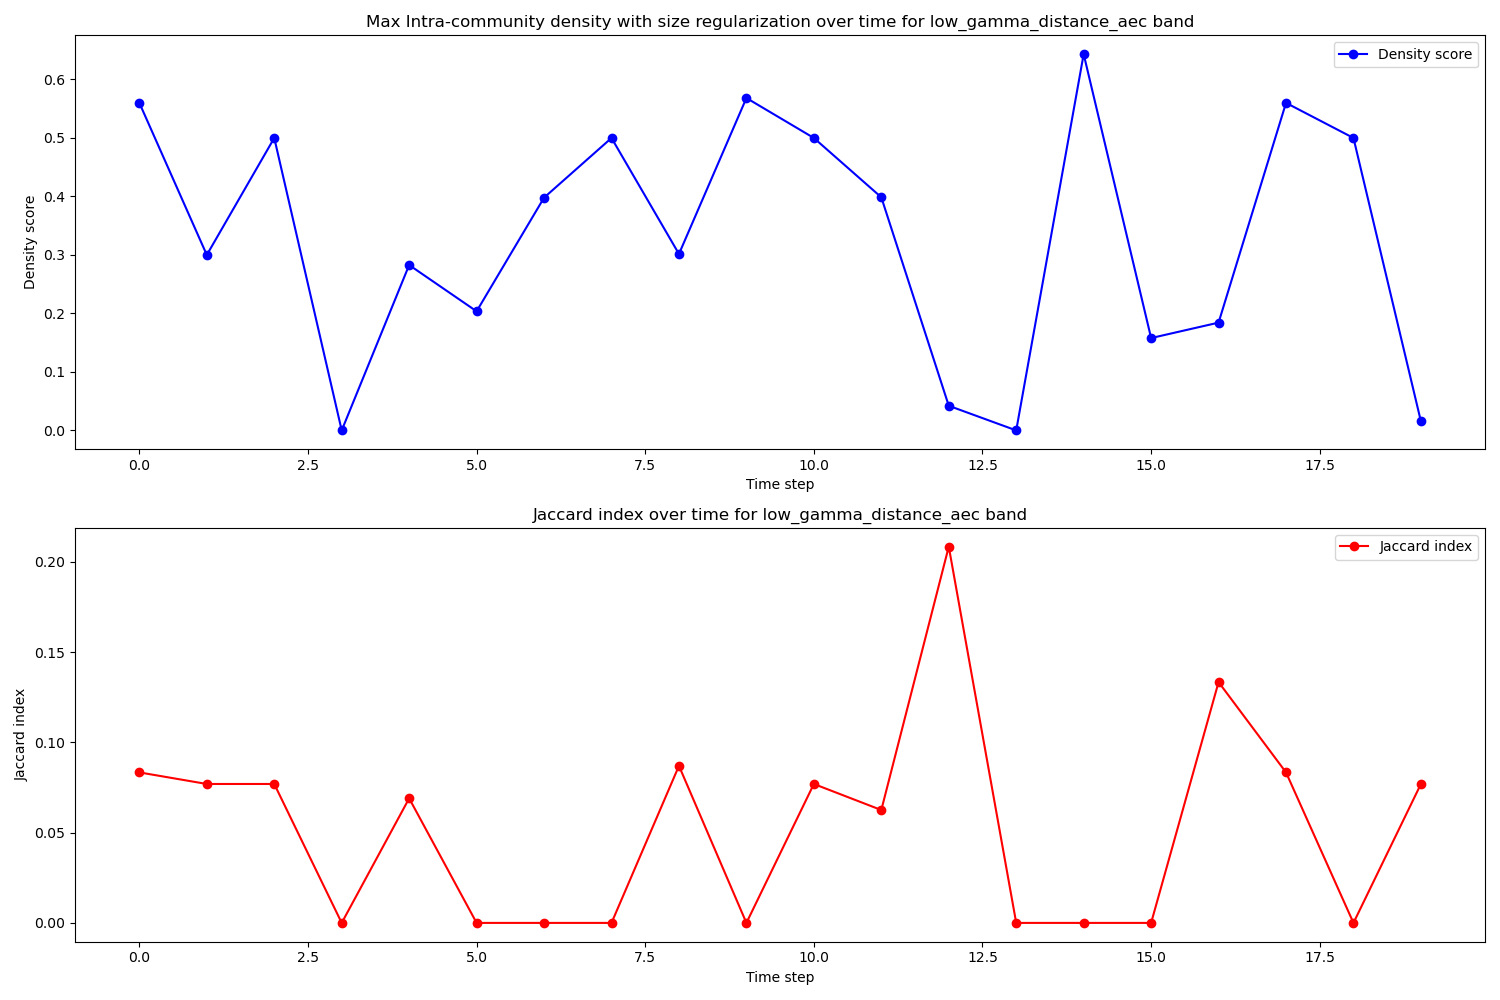 Max Intra-community density with size regularization over time for low_gamma_distance_aec band
Density score
0.6
0.5
0.4
0.3
0.2
0.1
0.0
Density score
0.0 2.5 5.0 7.5 10.0 12.5 15.0 17.5
Time step
Jaccard index over time for low_gamma_distance_aec band
Jaccard index
0.20
0.15
0.10
0.05
0.00
Jaccard index
0.0 2.5 5.0 7.5 10.0 12.5 15.0 17.5
Time step